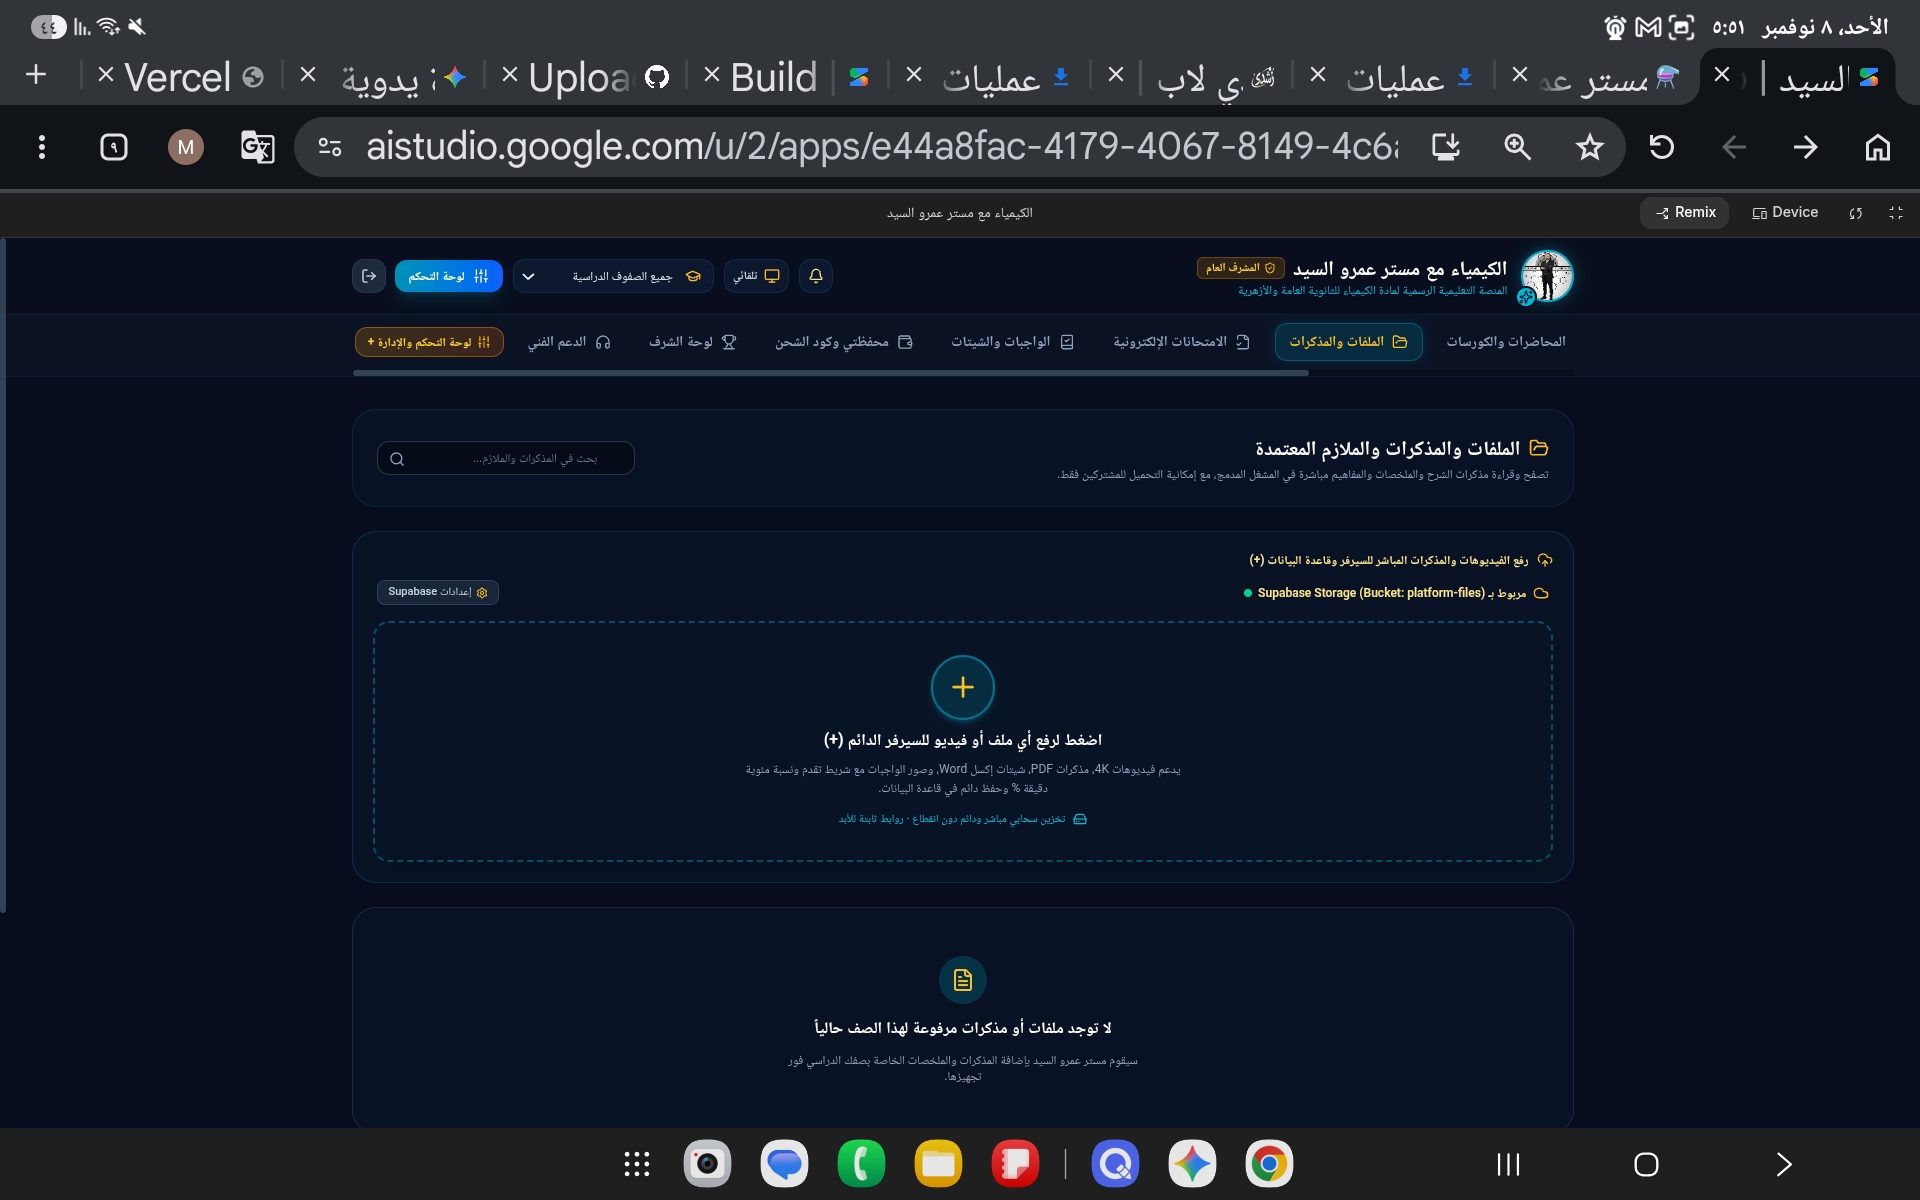 الأحد، ٨ نوفمبر ٥:٥١
٤٤
السيد
مستر عم
عمليات
ي لاب
عمليات
Build
Uploa
يدوية
Vercel
aistudio.google.com/u/2/apps/e44a8fac-4179-4067-8149-4c6
M
٩
الكيمياء مع مستر عمرو السيد
Remix
Device
الكيمياء مع مستر عمرو السيد
المشرف العام
المنصة التعليمية الرسمية لمادة الكيمياء للثانوية العامة والأزهرية
تلقائي
جميع الصفوف الدراسية
لوحة التحكم
المحاضرات والكورسات
الملفات والمذكرات
الامتحانات الإلكترونية
الواجبات والشيتات
محفظتي وكود الشحن
لوحة الشرف
الدعم الفني
لوحة التحكم والإدارة +
الملفات والمذكرات والملازم المعتمدة
تصفح وقراءة مذكرات الشرح والملخصات والمفاهيم مباشرة في المشغل المدمج، مع إمكانية التحميل للمشتركين فقط.
بحث في المذكرات والملازم...
رفع الفيديوهات والمذكرات المباشر للسيرفر وقاعدة البيانات (+)
مربوط بـ Supabase Storage (Bucket: platform-files)
إعدادات Supabase
اضغط لرفع أي ملف أو فيديو للسيرفر الدائم (+)
يدعم فيديوهات 4K, مذكرات PDF, شيتات إكسل Word, وصور الواجبات مع شريط تقدم ونسبة مئوية
دقيقة % وحفظ دائم في قاعدة البيانات.
تخزين سحابي مباشر ودائم دون انقطاع - روابط ثابتة للأبد
لا توجد ملفات أو مذكرات مرفوعة لهذا الصف حالياً
سيقوم مستر عمرو السيد بإضافة المذكرات والملخصات الخاصة بصفك الدراسي فور
تجهيزها.